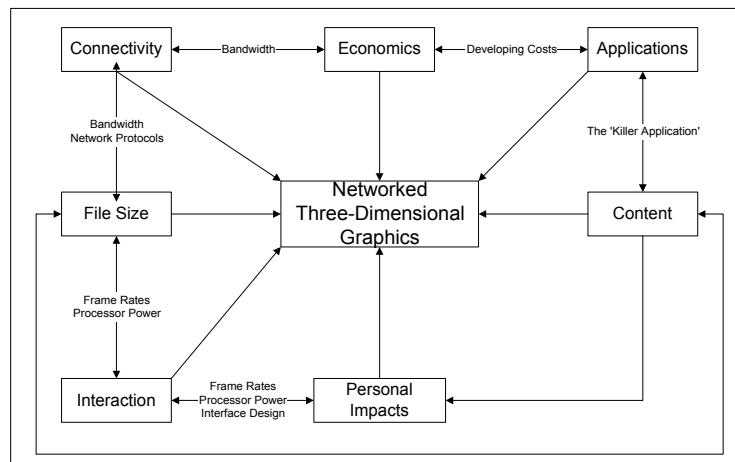 Connectivity
Bandwidth
Economics
Developing Costs
Applications
Bandwidth
Network Protocols
The 'Killer Application'
File Size
Networked
Three-Dimensional
Graphics
Content
Frame Rates
Processor Power
Interaction
Frame Rates
Processor Power
Interface Design
Personal
Impacts